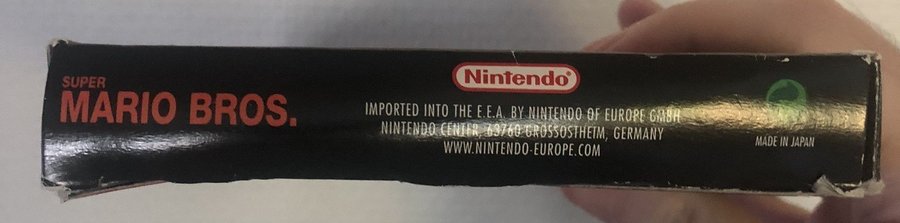 SUPER
MARIO BROS.
Nintendo®
IMPORTED INTO THE E.E.A. BY NINTENDO OF EUROPE GMBH
NINTENDO CENTER, 63760 GROSSOSTHEIM, GERMANY
WWW.NINTENDO-EUROPE.COM
MADE IN JAPAN